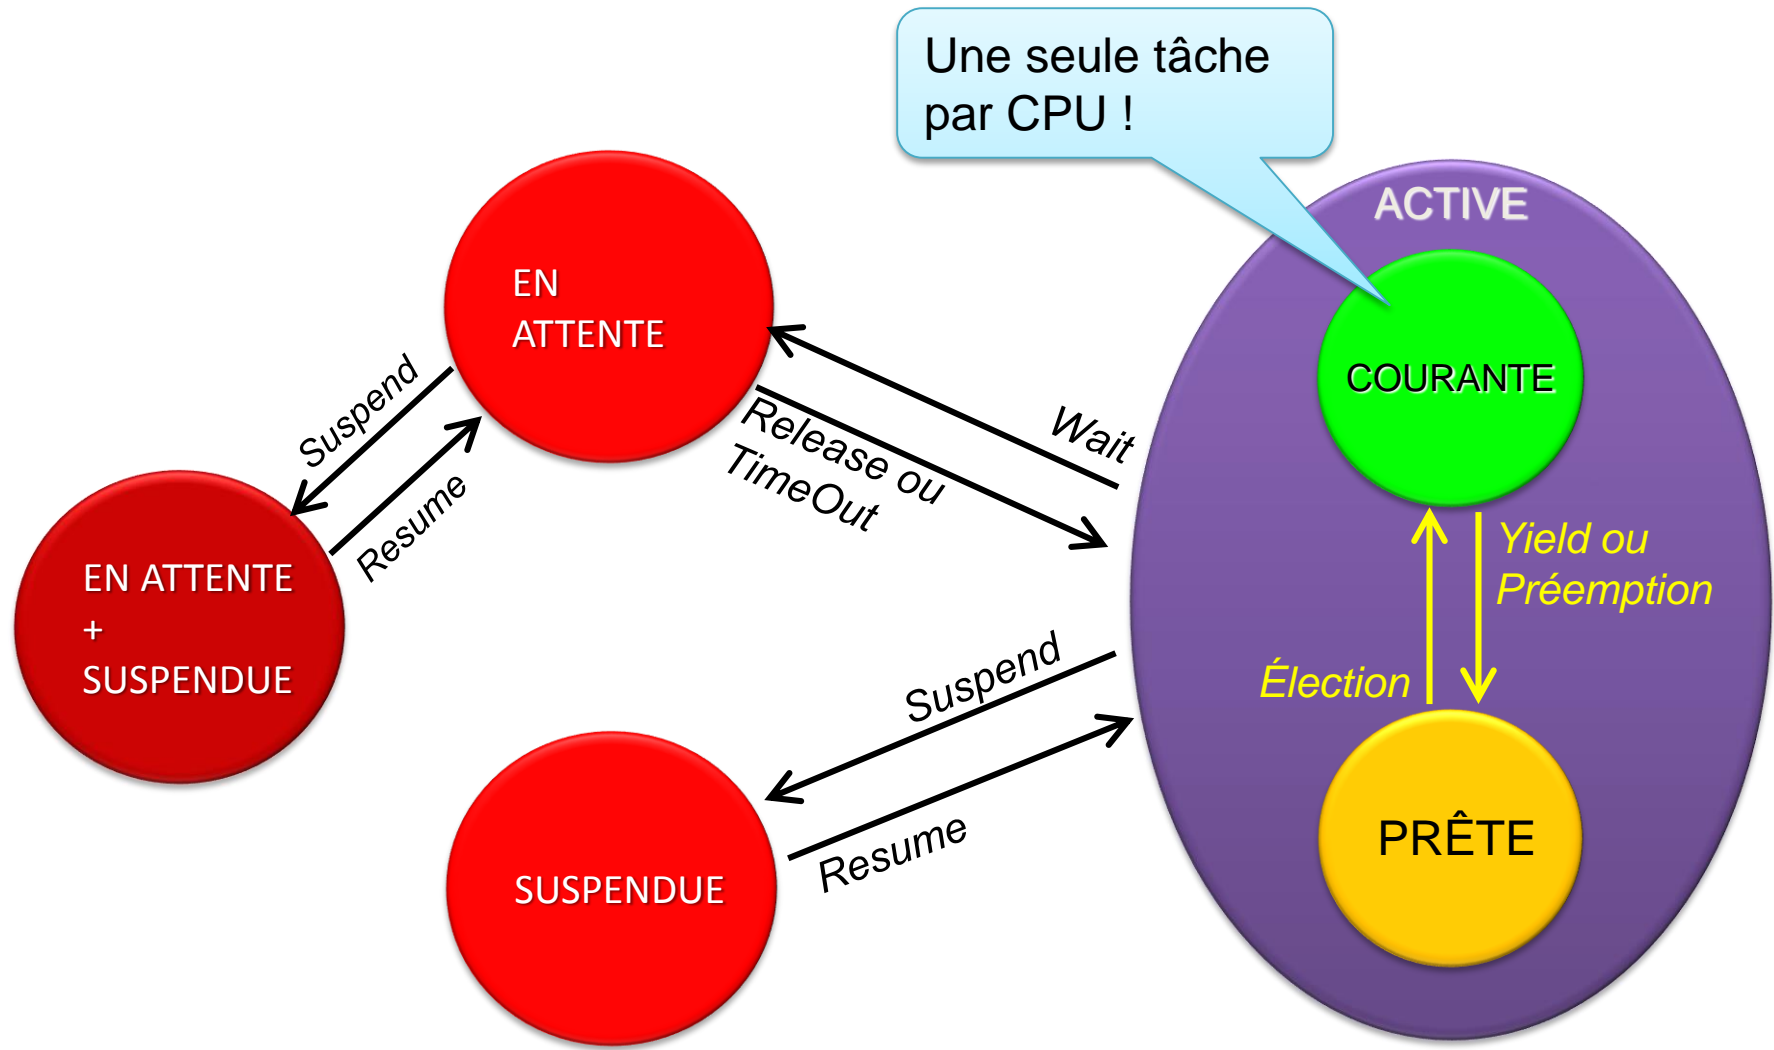 Une seule tâche
par CPU !
ACTIVE
EN
ATTENTE
COURANTE
Suspend
Resume
Wait
Release ou
TimeOut
Yield ou
Préemption
EN ATTENTE
+
SUSPENDUE
Élection
Suspend
Resume
SUSPENDUE
PRÊTE